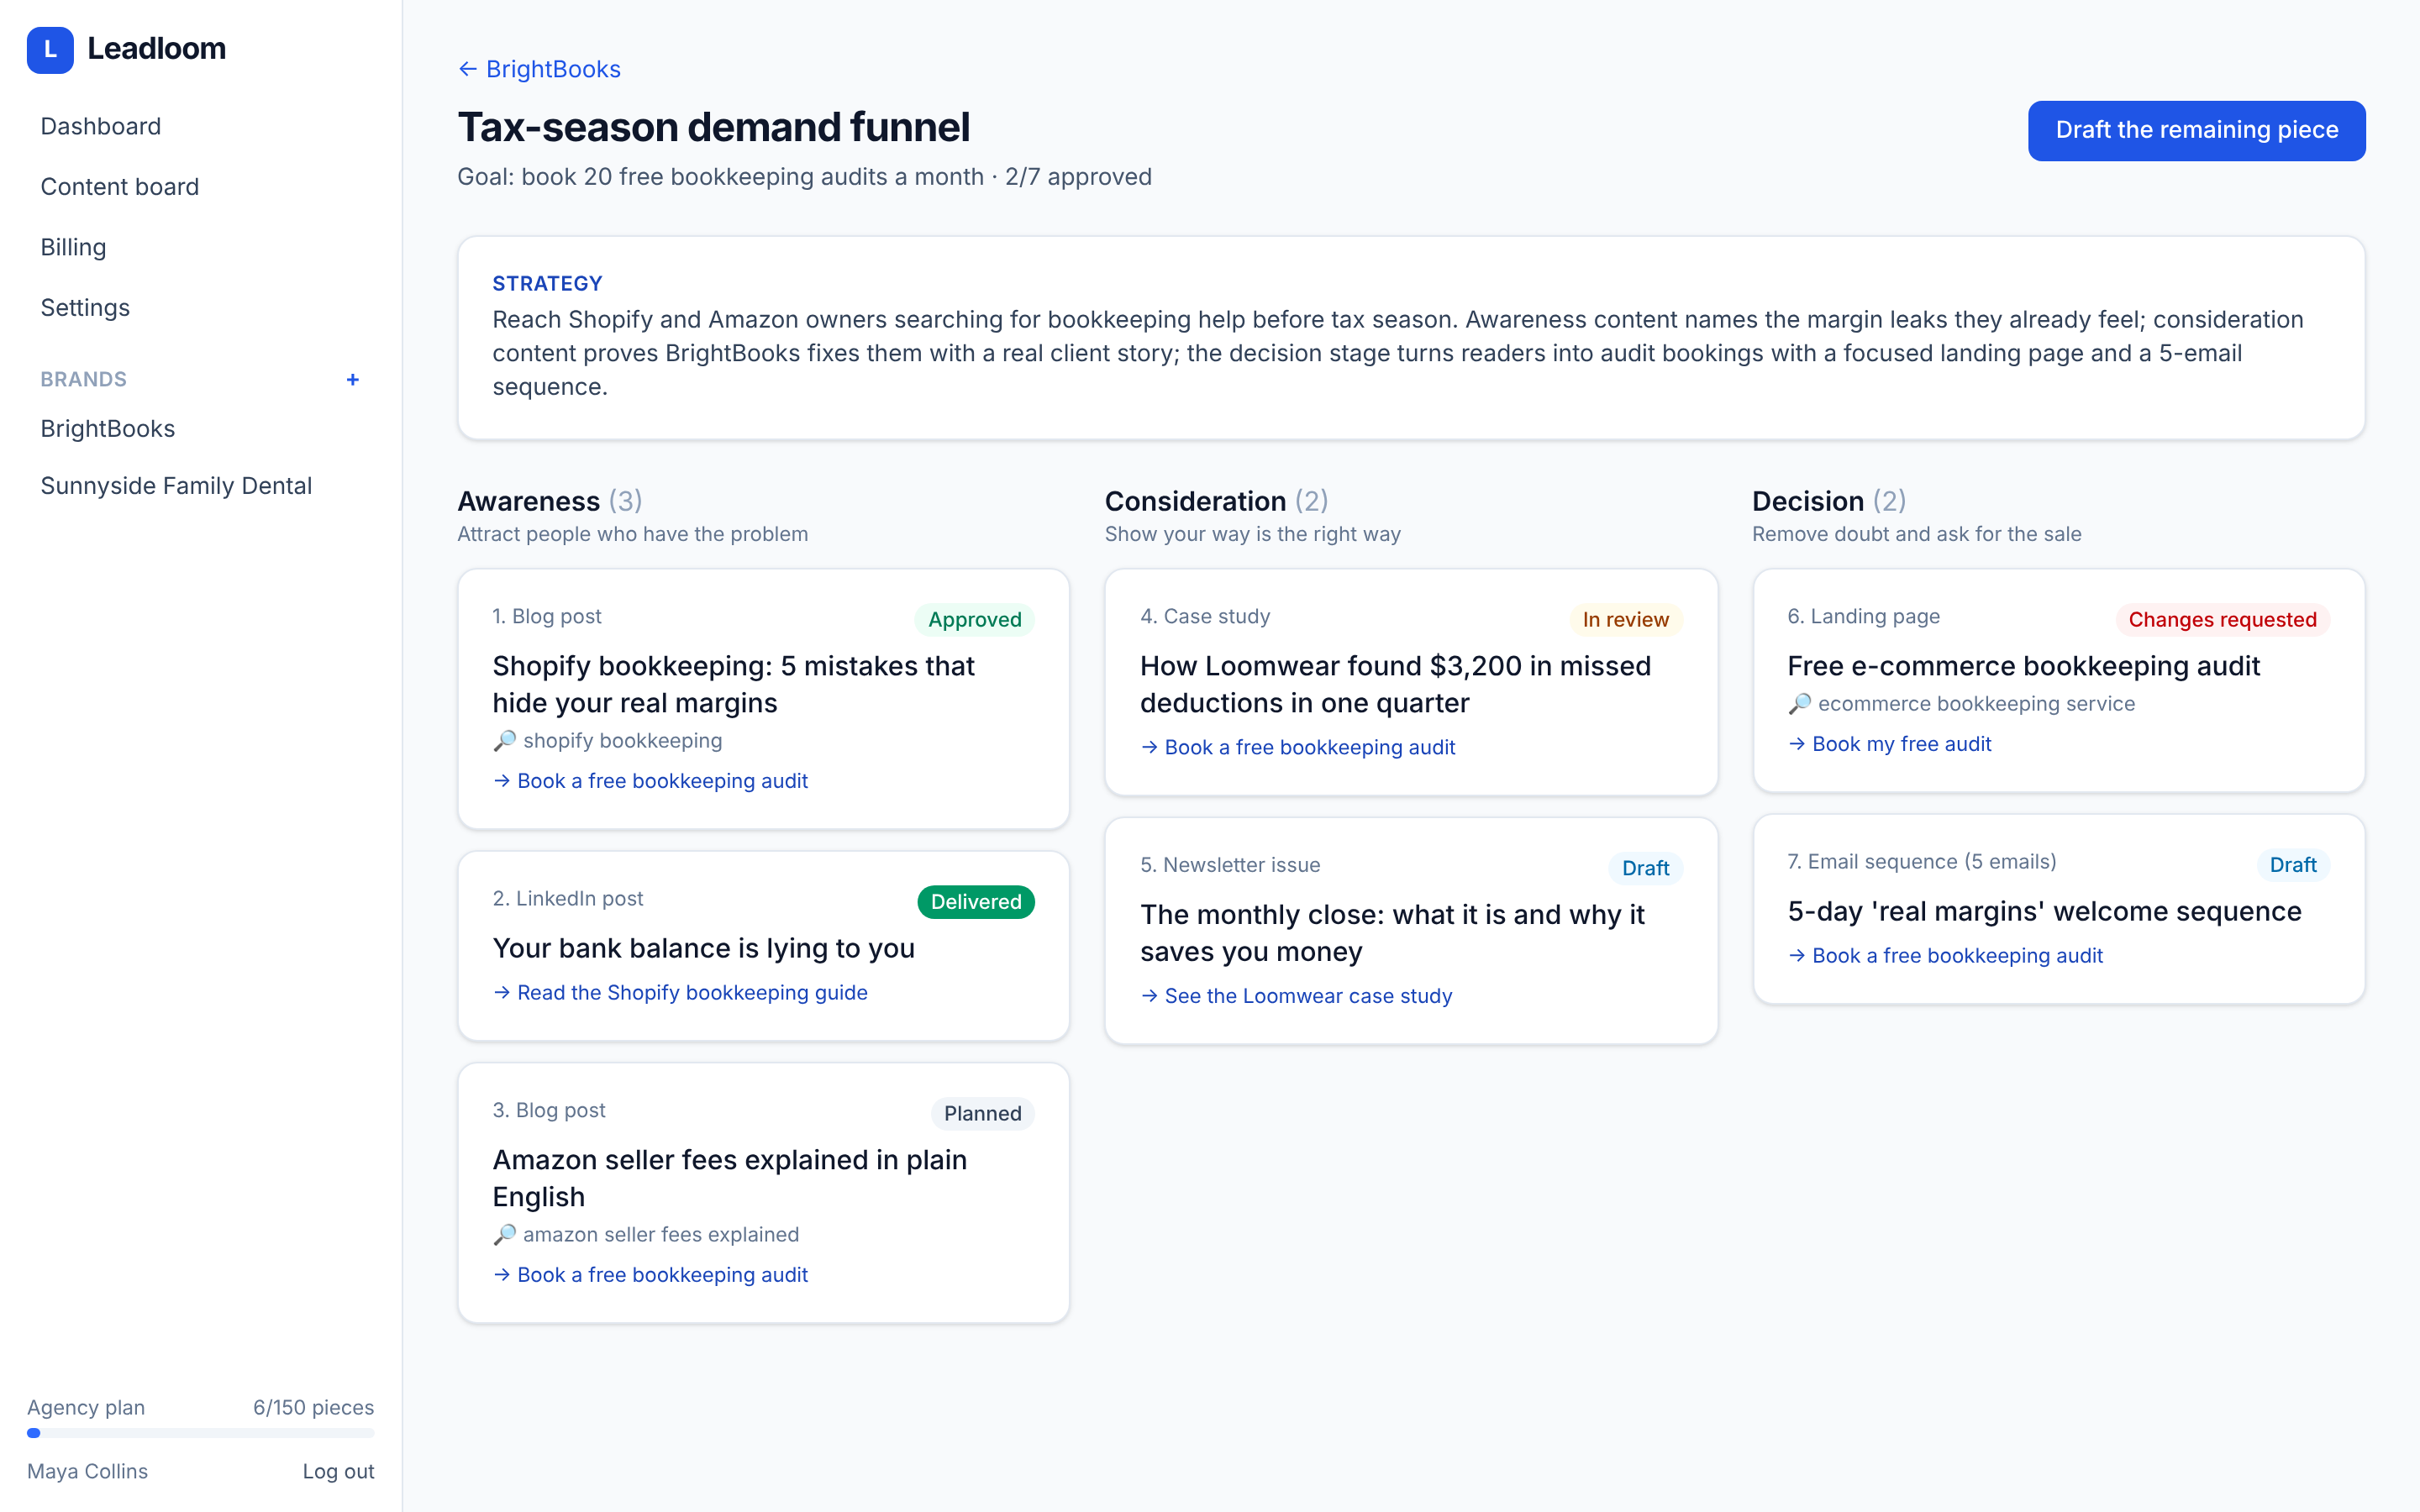 L Leadloom
Dashboard
Content board
Billing
Settings
BRANDS +
BrightBooks
Sunnyside Family Dental
Agency plan 6/150 pieces
Maya Collins Log out
← BrightBooks
Tax-season demand funnel
Goal: book 20 free bookkeeping audits a month · 2/7 approved
Draft the remaining piece
STRATEGY
Reach Shopify and Amazon owners searching for bookkeeping help before tax season. Awareness content names the margin leaks they already feel; consideration
content proves BrightBooks fixes them with a real client story; the decision stage turns readers into audit bookings with a focused landing page and a 5-email
sequence.
Awareness (3)
Attract people who have the problem
1. Blog post Approved
Shopify bookkeeping: 5 mistakes that
hide your real margins
🔎 shopify bookkeeping
→ Book a free bookkeeping audit
2. LinkedIn post Delivered
Your bank balance is lying to you
→ Read the Shopify bookkeeping guide
3. Blog post Planned
Amazon seller fees explained in plain
English
🔎 amazon seller fees explained
→ Book a free bookkeeping audit
Consideration (2)
Show your way is the right way
4. Case study In review
How Loomwear found $3,200 in missed
deductions in one quarter
→ Book a free bookkeeping audit
5. Newsletter issue Draft
The monthly close: what it is and why it
saves you money
→ See the Loomwear case study
Decision (2)
Remove doubt and ask for the sale
6. Landing page Changes requested
Free e-commerce bookkeeping audit
🔎 ecommerce bookkeeping service
→ Book my free audit
7. Email sequence (5 emails) Draft
5-day 'real margins' welcome sequence
→ Book a free bookkeeping audit